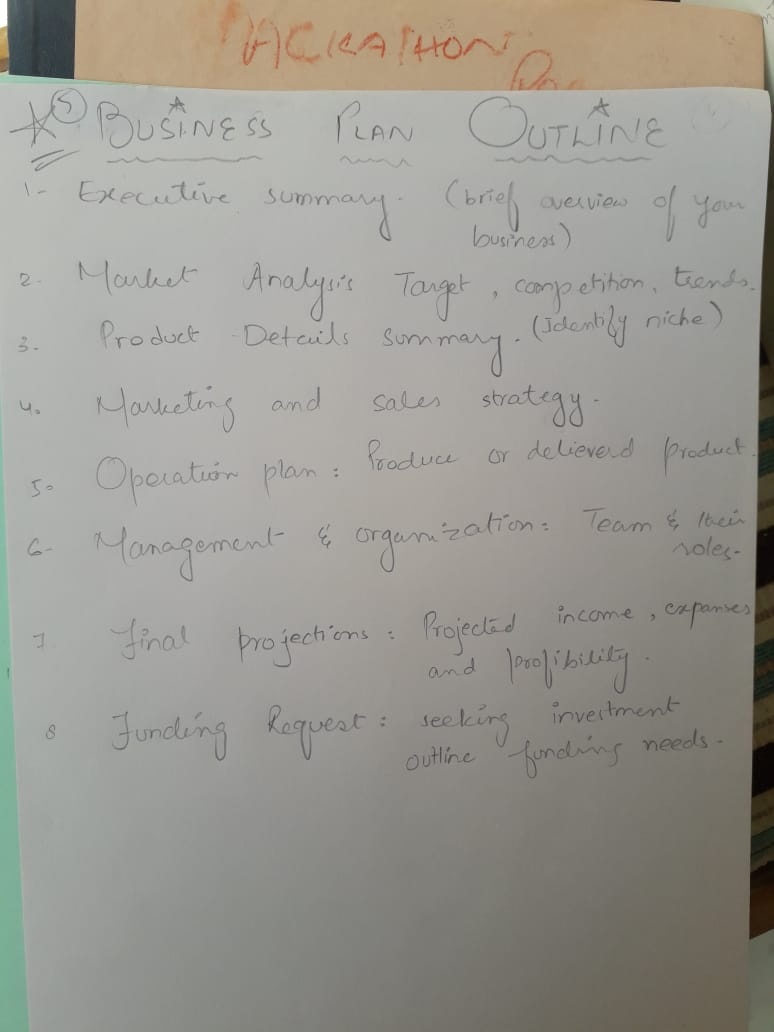 HACKATHON
⑤ BUSINESS PLAN OUTLINE
1- Executive summary. (brief overview of your
business)
2. Market Analysis Target, competition, trends.
3. Product Details summary. (Identify niche)
4. Marketing and sales strategy.
5. Operation plan: Produce or delieverd product.
6- Management & organization: Team & their
roles-
7 Final projections: Projected income, expanses
and profibility.
8 Funding Request: seeking investment
outline funding needs.